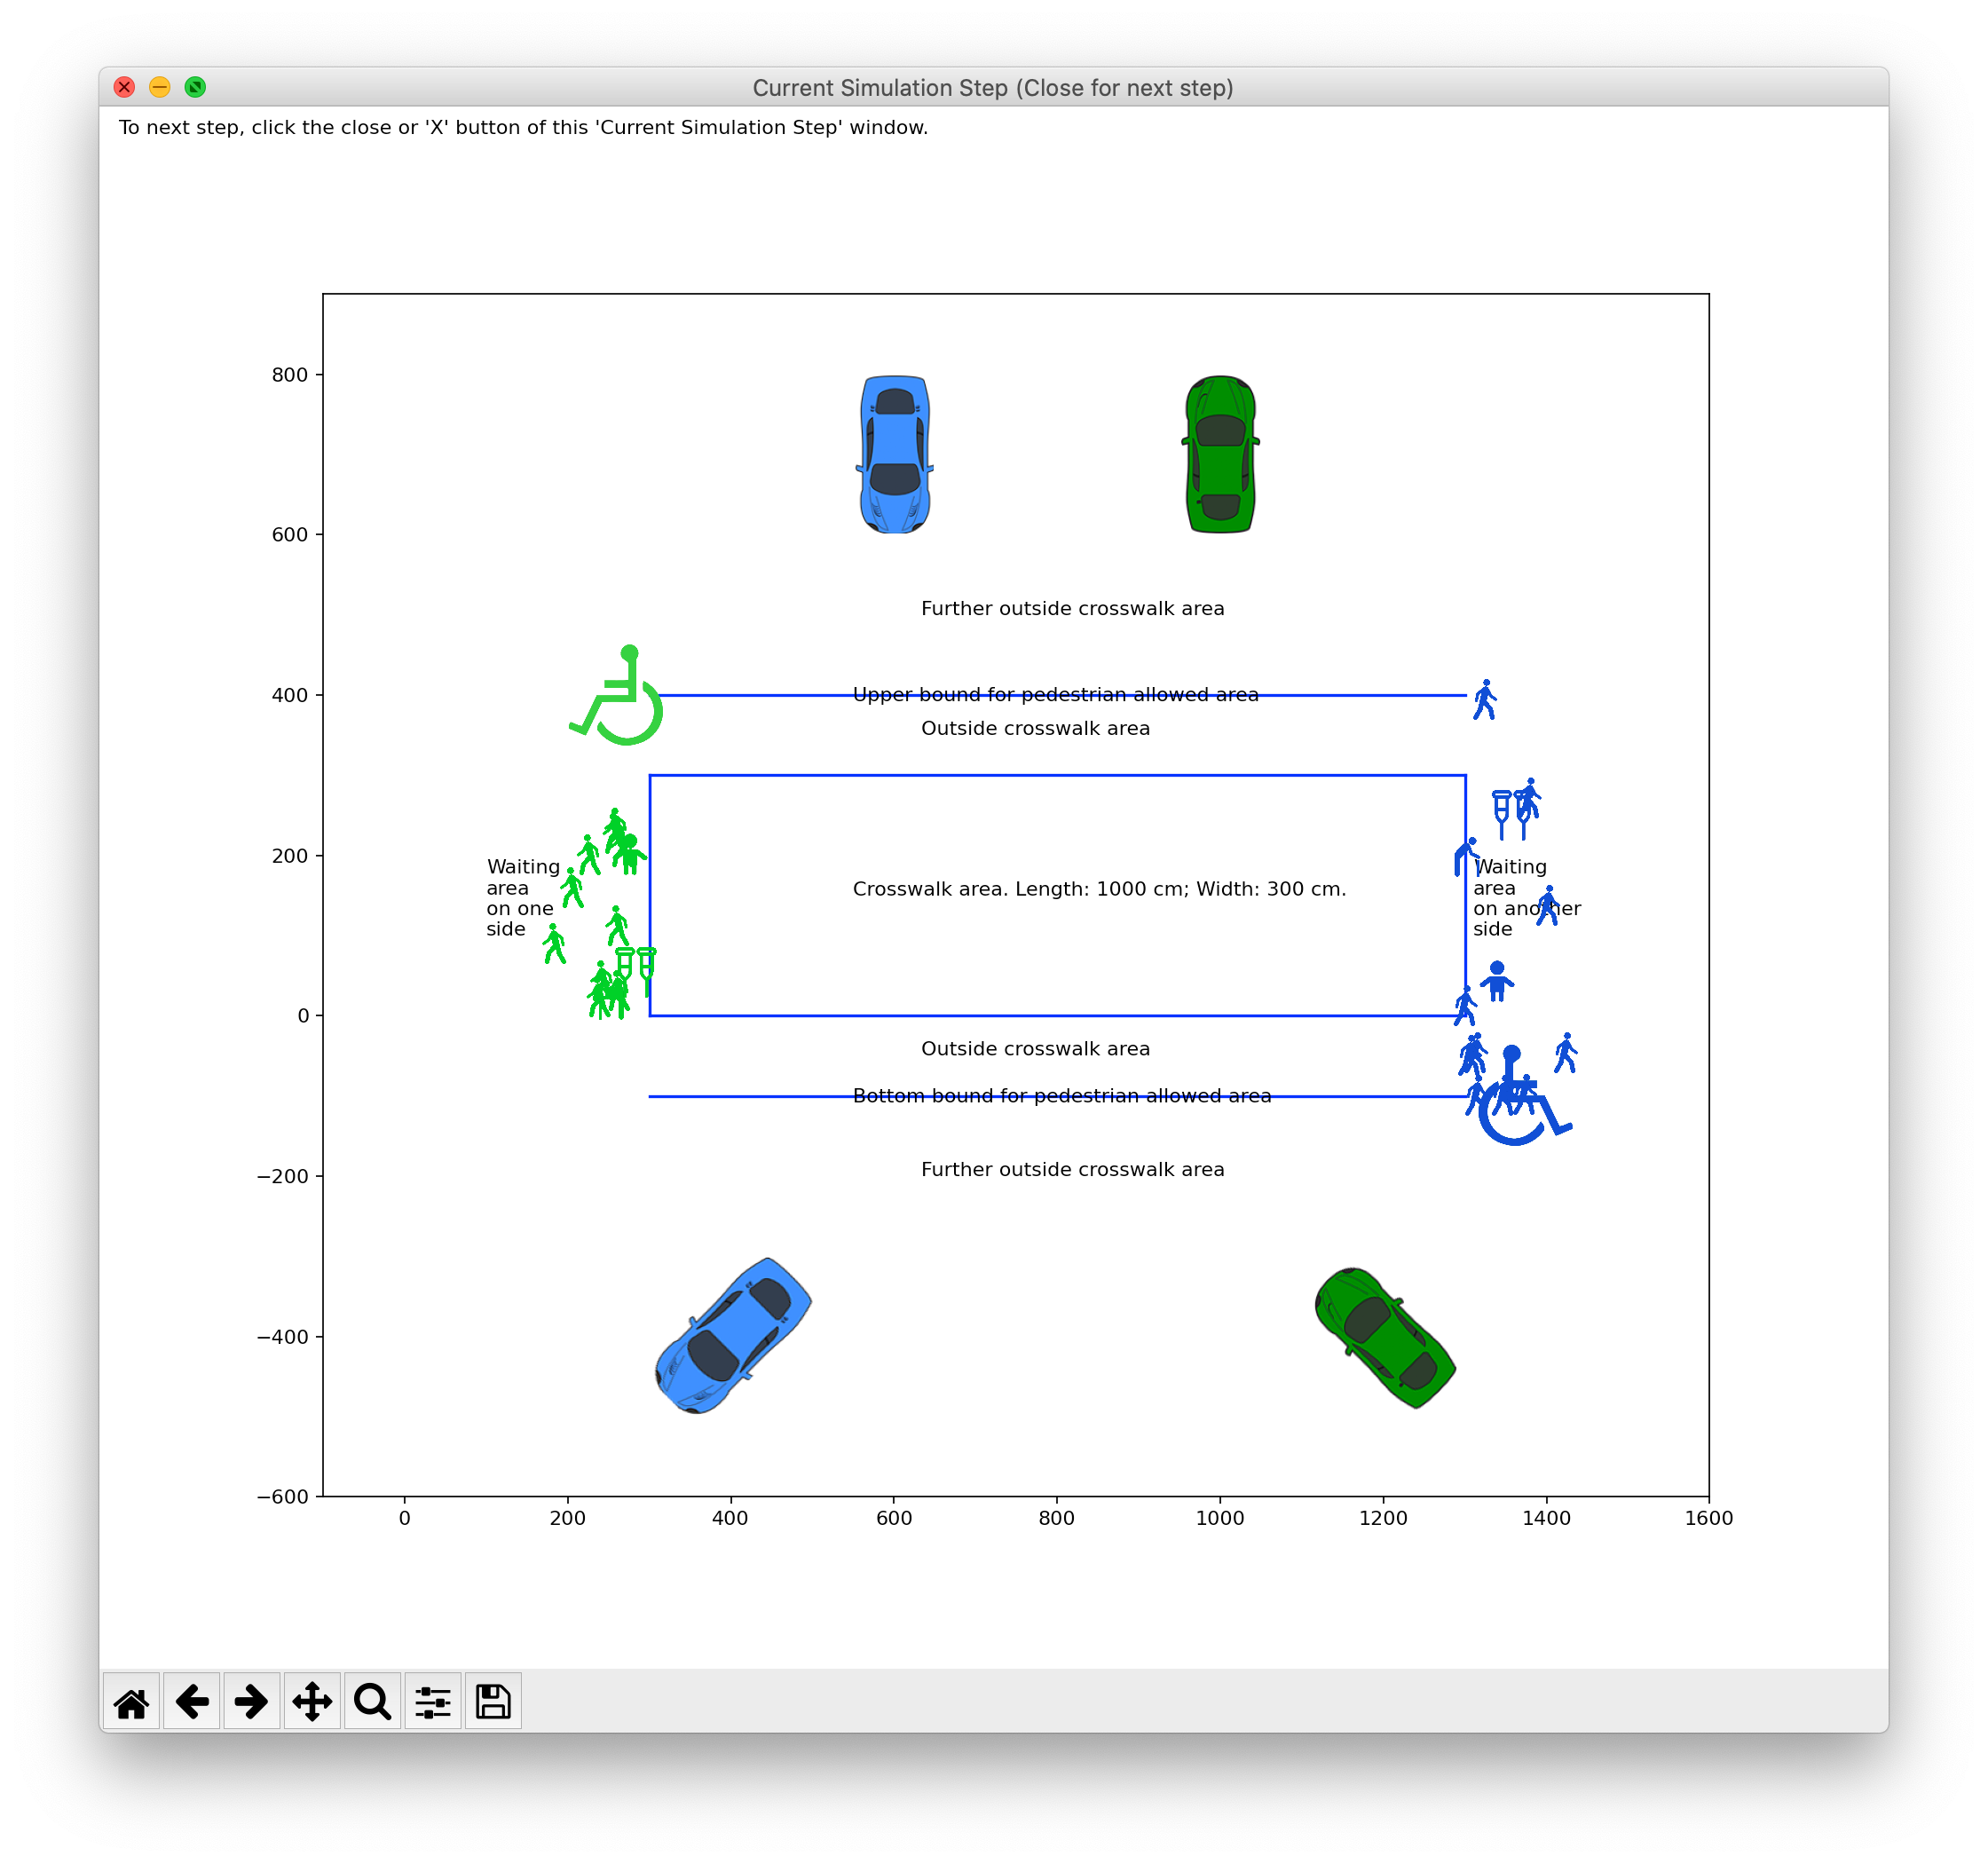 Current Simulation Step (Close for next step)
To next step, click the close or 'X' button of this 'Current Simulation Step' window.
800
600
Further outside crosswalk area
400
Upper bound for pedestrian allowed area
Outside crosswalk area
200
Waiting
area
on one
side
Crosswalk area. Length: 1000 cm; Width: 300 cm.
Waiting
area
on another
side
0
Outside crosswalk area
Bottom bound for pedestrian allowed area
−200
Further outside crosswalk area
−400
−600
0 200 400 600 800 1000 1200 1400 1600